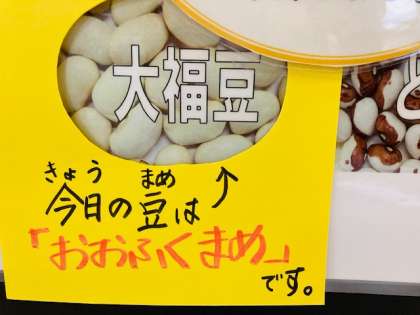 大福豆
きょう まめ
今日の豆は↑
「おおふくまめ」
です。